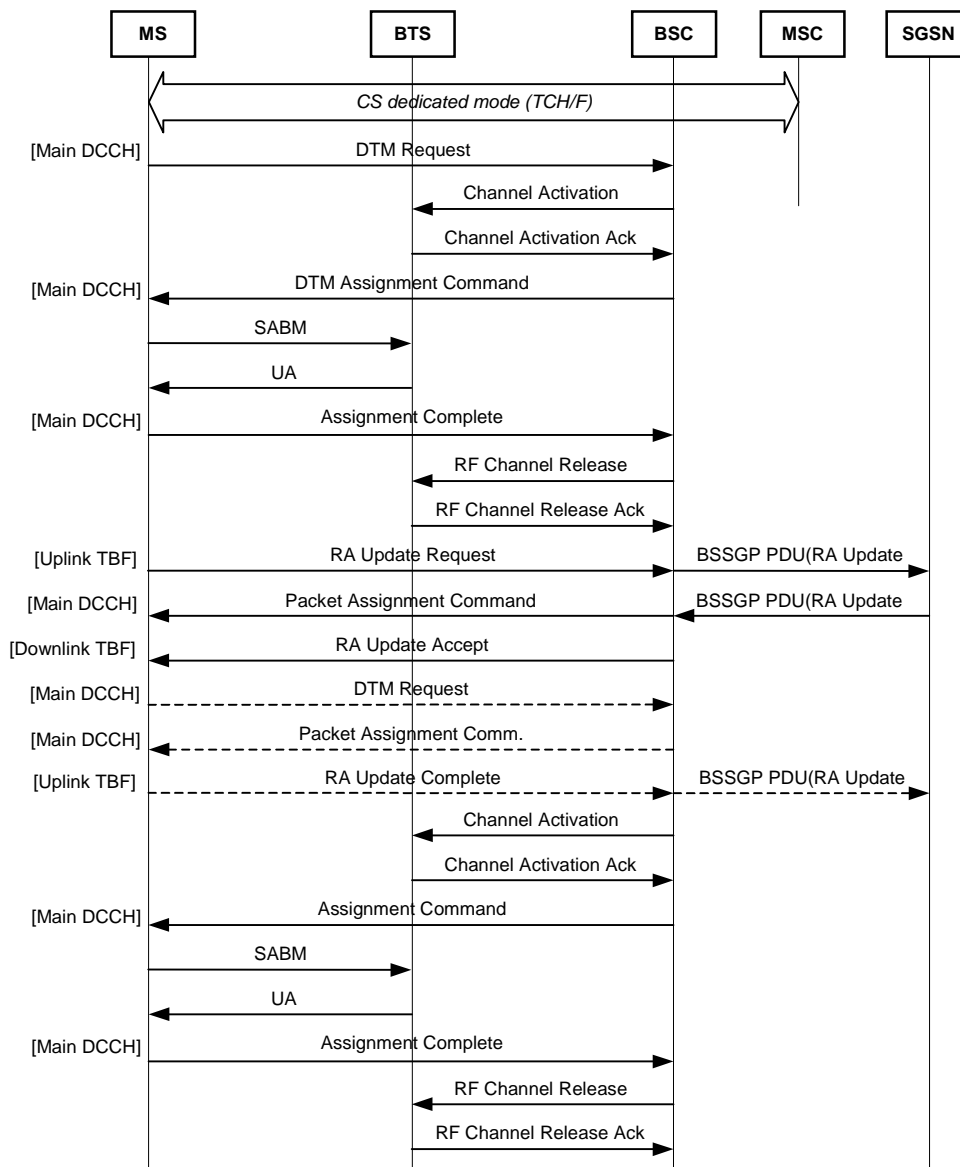 MS BTS BSC MSC SGSN
CS dedicated mode (TCH/F)
[Main DCCH] DTM Request
Channel Activation
Channel Activation Ack
[Main DCCH] DTM Assignment Command
SABM
UA
[Main DCCH] Assignment Complete
RF Channel Release
RF Channel Release Ack
[Uplink TBF] RA Update Request BSSGP PDU(RA Update
[Main DCCH] Packet Assignment Command BSSGP PDU(RA Update
[Downlink TBF] RA Update Accept
[Main DCCH] DTM Request
[Main DCCH] Packet Assignment Comm.
[Uplink TBF] RA Update Complete BSSGP PDU(RA Update
Channel Activation
Channel Activation Ack
[Main DCCH] Assignment Command
SABM
UA
[Main DCCH] Assignment Complete
RF Channel Release
RF Channel Release Ack